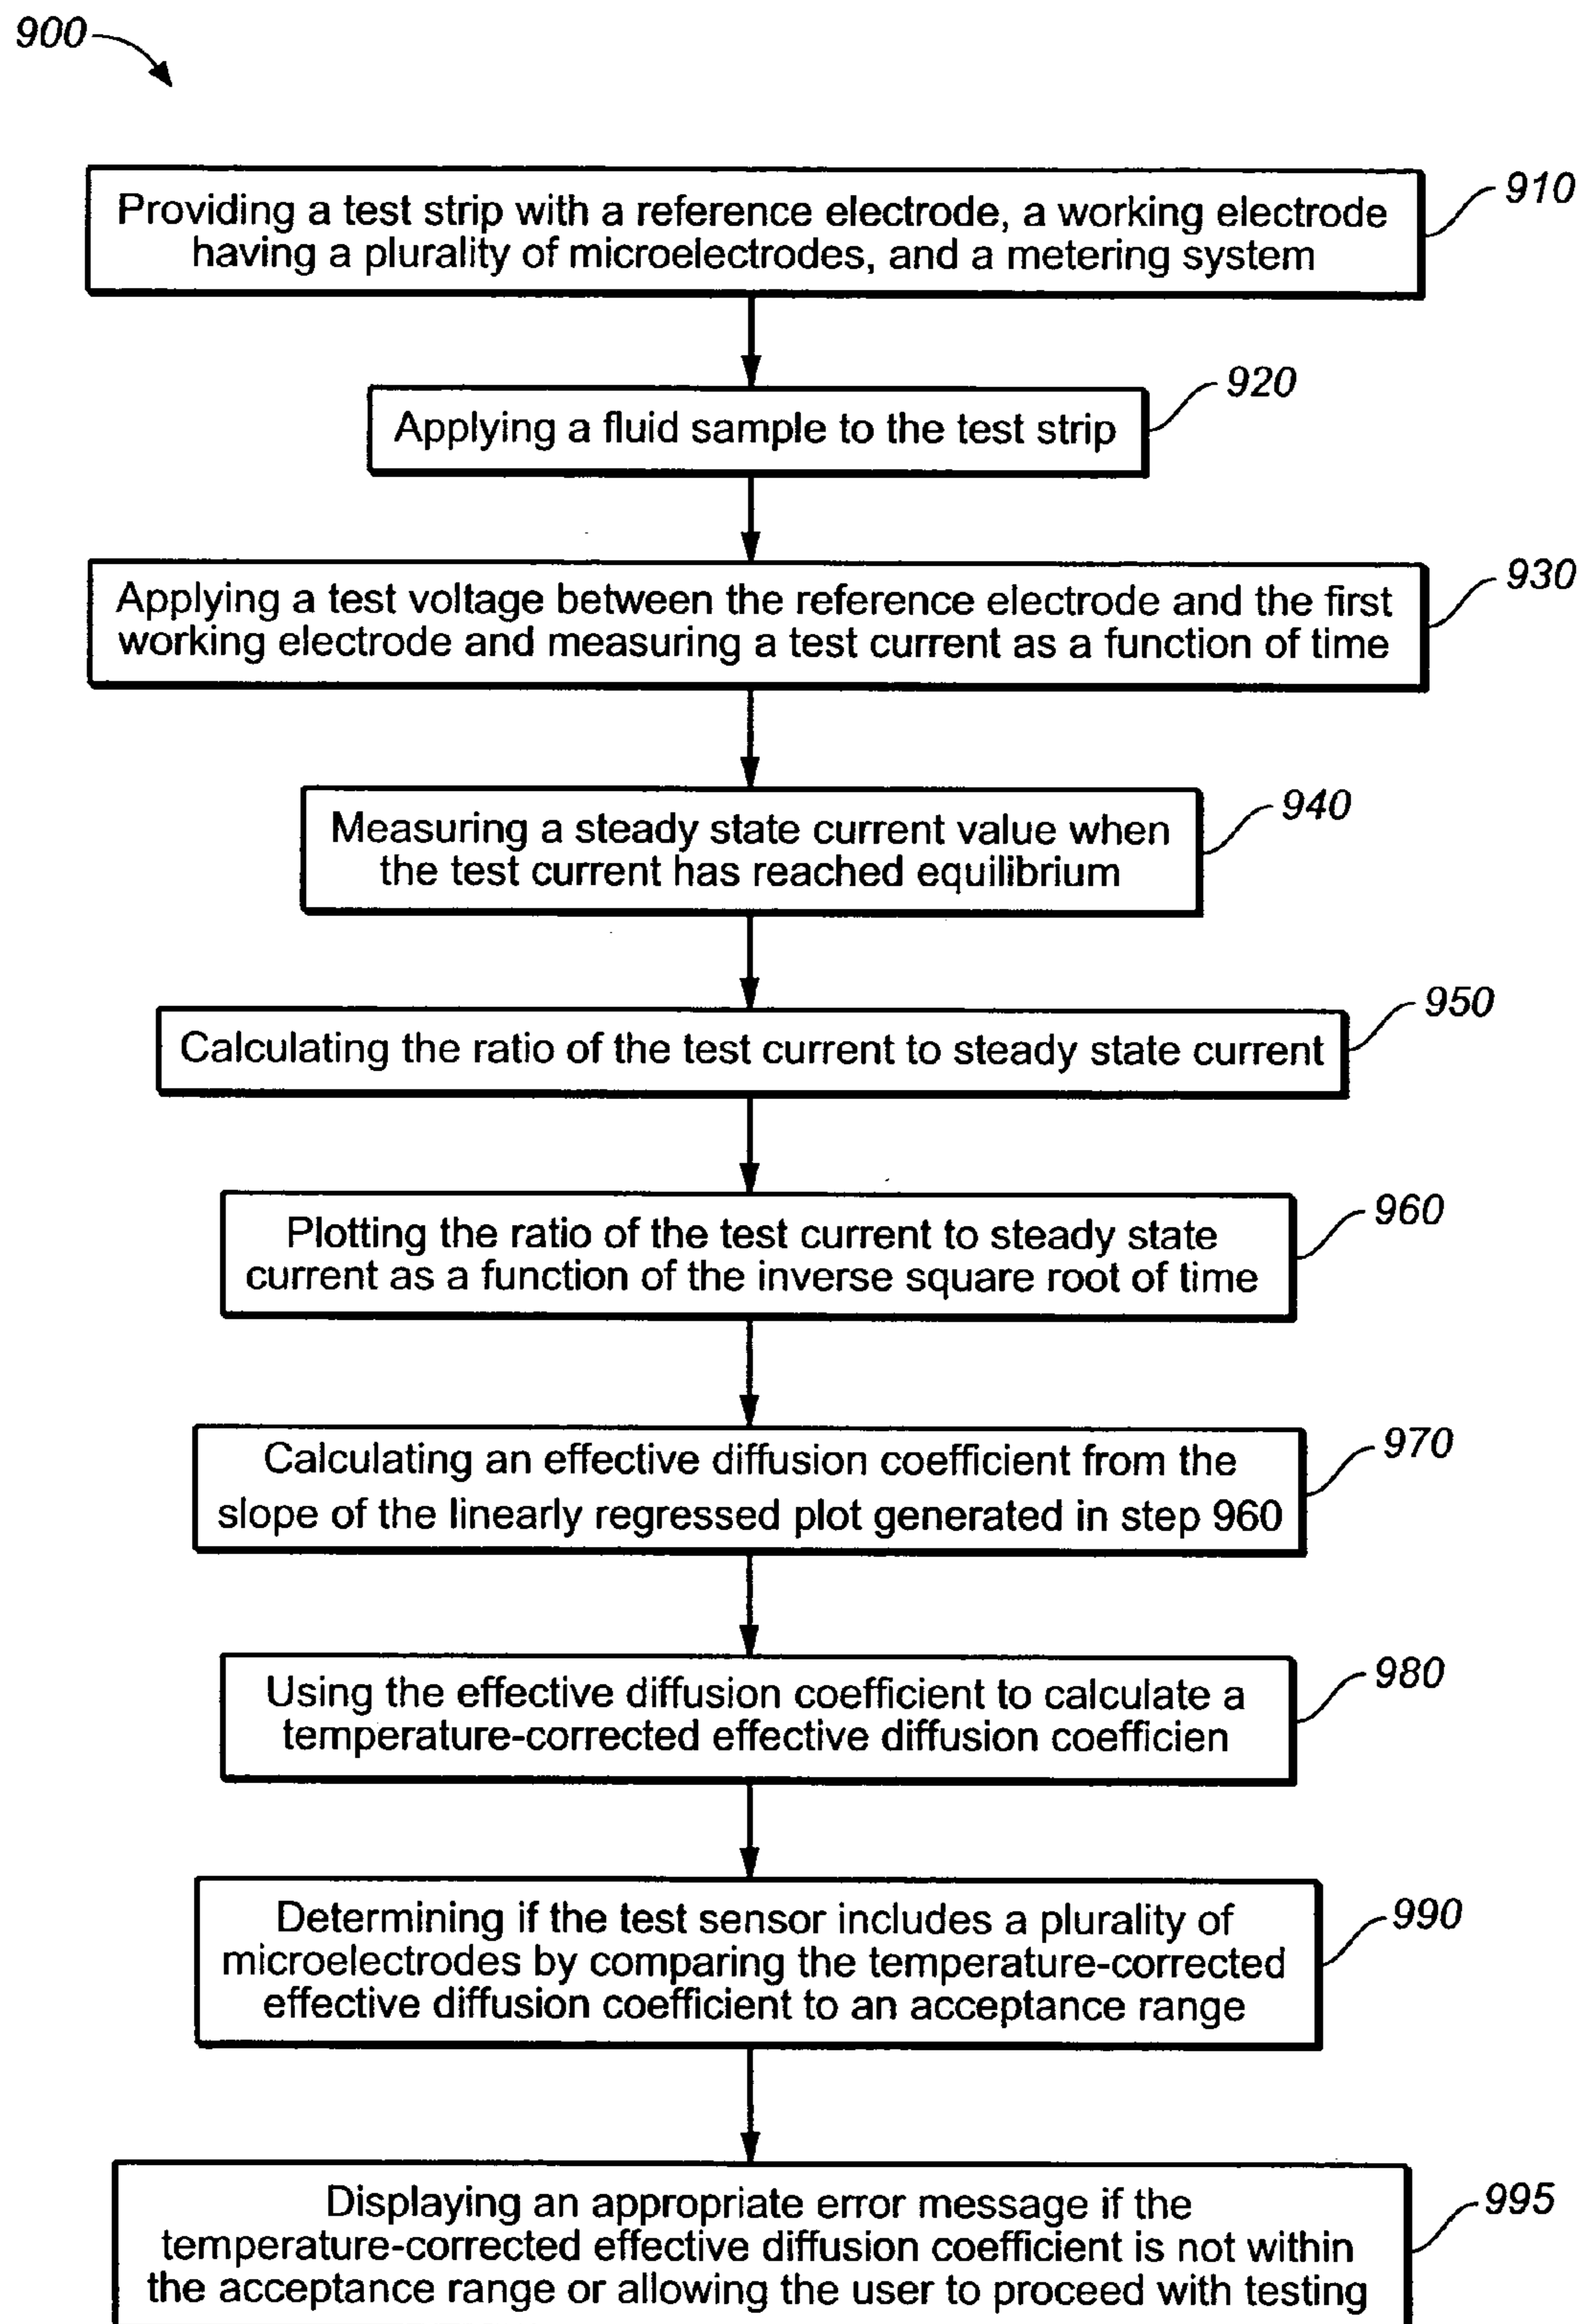 900
910
Providing a test strip with a reference electrode, a working electrode
having a plurality of microelectrodes, and a metering system
920
Applying a fluid sample to the test strip
930
Applying a test voltage between the reference electrode and the first
working electrode and measuring a test current as a function of time
940
Measuring a steady state current value when
the test current has reached equilibrium
950
Calculating the ratio of the test current to steady state current
960
Plotting the ratio of the test current to steady state
current as a function of the inverse square root of time
970
Calculating an effective diffusion coefficient from the
slope of the linearly regressed plot generated in step 960
980
Using the effective diffusion coefficient to calculate a
temperature-corrected effective diffusion coefficien
990
Determining if the test sensor includes a plurality of
microelectrodes by comparing the temperature-corrected
effective diffusion coefficient to an acceptance range
995
Displaying an appropriate error message if the
temperature-corrected effective diffusion coefficient is not within
the acceptance range or allowing the user to proceed with testing